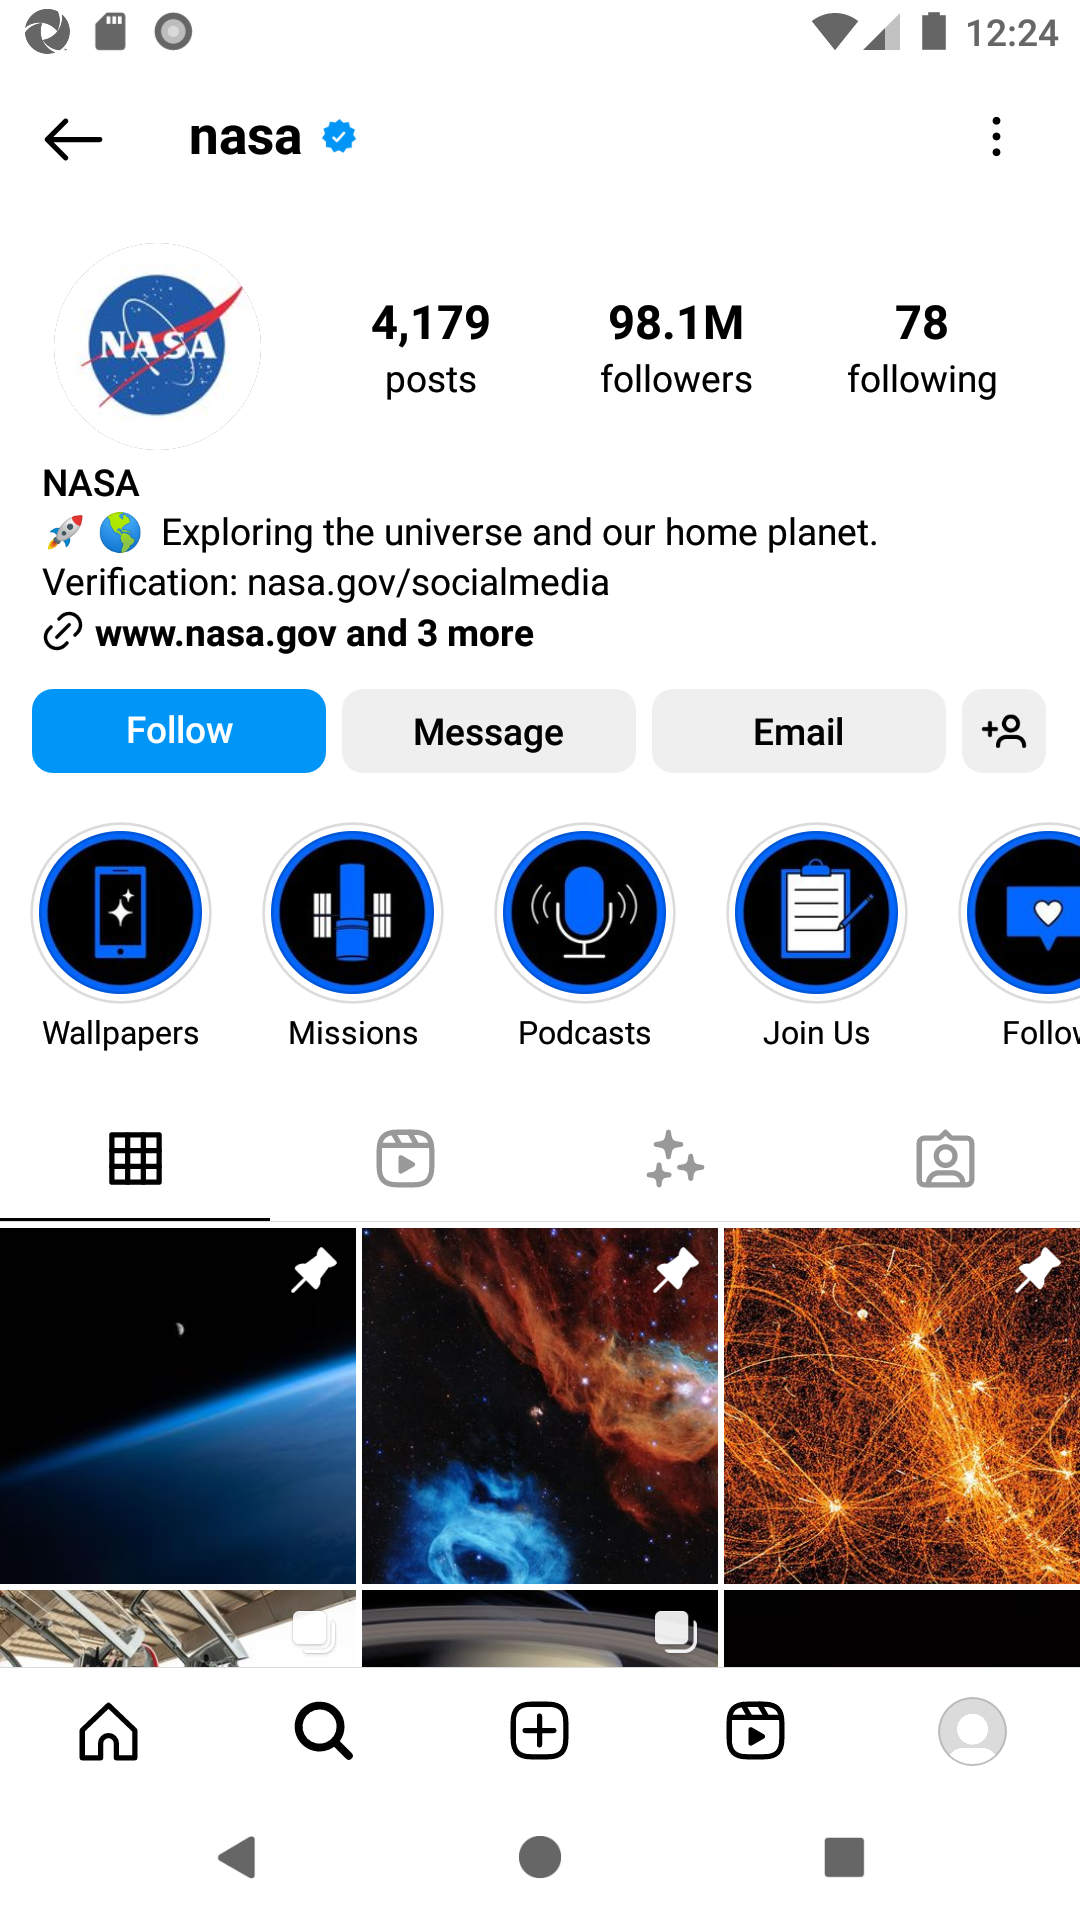 12:24
nasa
NASA
4,179 98.1M 78
posts followers following
NASA
🚀 🌎 Exploring the universe and our home planet.
Verification: nasa.gov/socialmedia
www.nasa.gov and 3 more
Follow Message Email
Wallpapers Missions Podcasts Join Us Follow